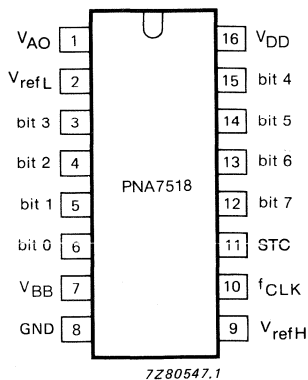 V_AO 1 16 V_DD
V_refL 2 15 bit 4
bit 3 3 14 bit 5
bit 2 4 13 bit 6
PNA7518
bit 1 5 12 bit 7
bit 0 6 11 STC
V_BB 7 10 f_CLK
GND 8 9 V_refH
7Z80547.1